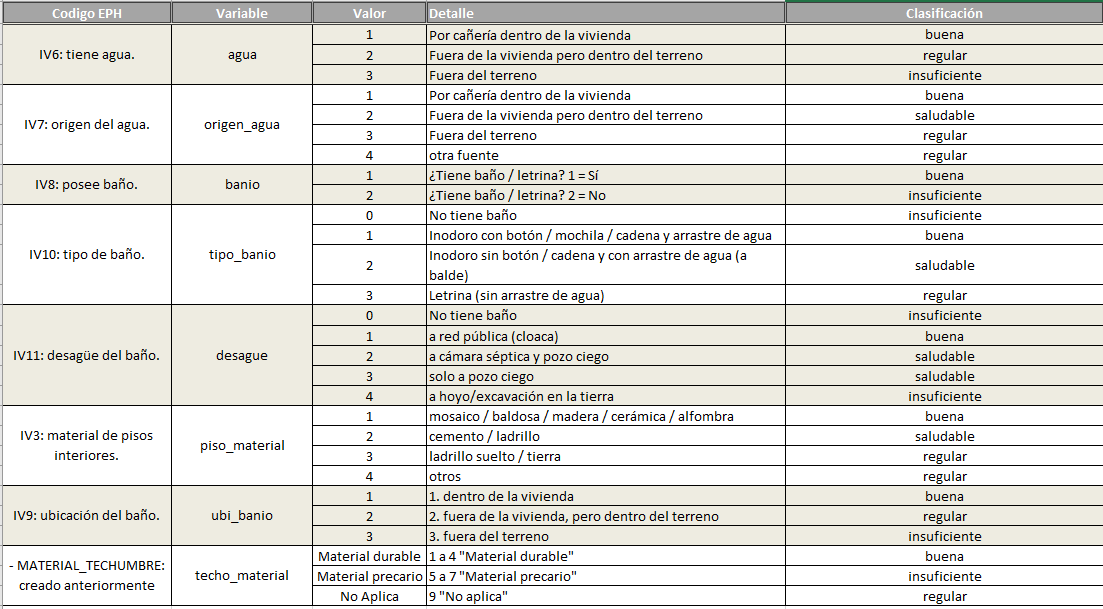 Codigo EPH Variable Valor Detalle Clasificación
IV6: tiene agua. agua 1 Por cañería dentro de la vivienda buena
2 Fuera de la vivienda pero dentro del terreno regular
3 Fuera del terreno insuficiente
IV7: origen del agua. origen_agua 1 Por cañería dentro de la vivienda buena
2 Fuera de la vivienda pero dentro del terreno saludable
3 Fuera del terreno regular
4 otra fuente regular
IV8: posee baño. banio 1 ¿Tiene baño / letrina? 1 = Sí buena
2 ¿Tiene baño / letrina? 2 = No insuficiente
IV10: tipo de baño. tipo_banio 0 No tiene baño insuficiente
1 Inodoro con botón / mochila / cadena y arrastre de agua buena
2 Inodoro sin botón / cadena y con arrastre de agua (a
balde) saludable
3 Letrina (sin arrastre de agua) regular
IV11: desagüe del baño. desague 0 No tiene baño insuficiente
1 a red pública (cloaca) buena
2 a cámara séptica y pozo ciego saludable
3 solo a pozo ciego saludable
4 a hoyo/excavación en la tierra insuficiente
IV3: material de pisos
interiores. piso_material 1 mosaico / baldosa / madera / cerámica / alfombra buena
2 cemento / ladrillo saludable
3 ladrillo suelto / tierra regular
4 otros regular
IV9: ubicación del baño. ubi_banio 1 1. dentro de la vivienda buena
2 2. fuera de la vivienda, pero dentro del terreno regular
3 3. fuera del terreno insuficiente
- MATERIAL_TECHUMBRE:
creado anteriormente techo_material Material durable 1 a 4 "Material durable" buena
Material precario 5 a 7 "Material precario" insuficiente
No Aplica 9 "No aplica" regular